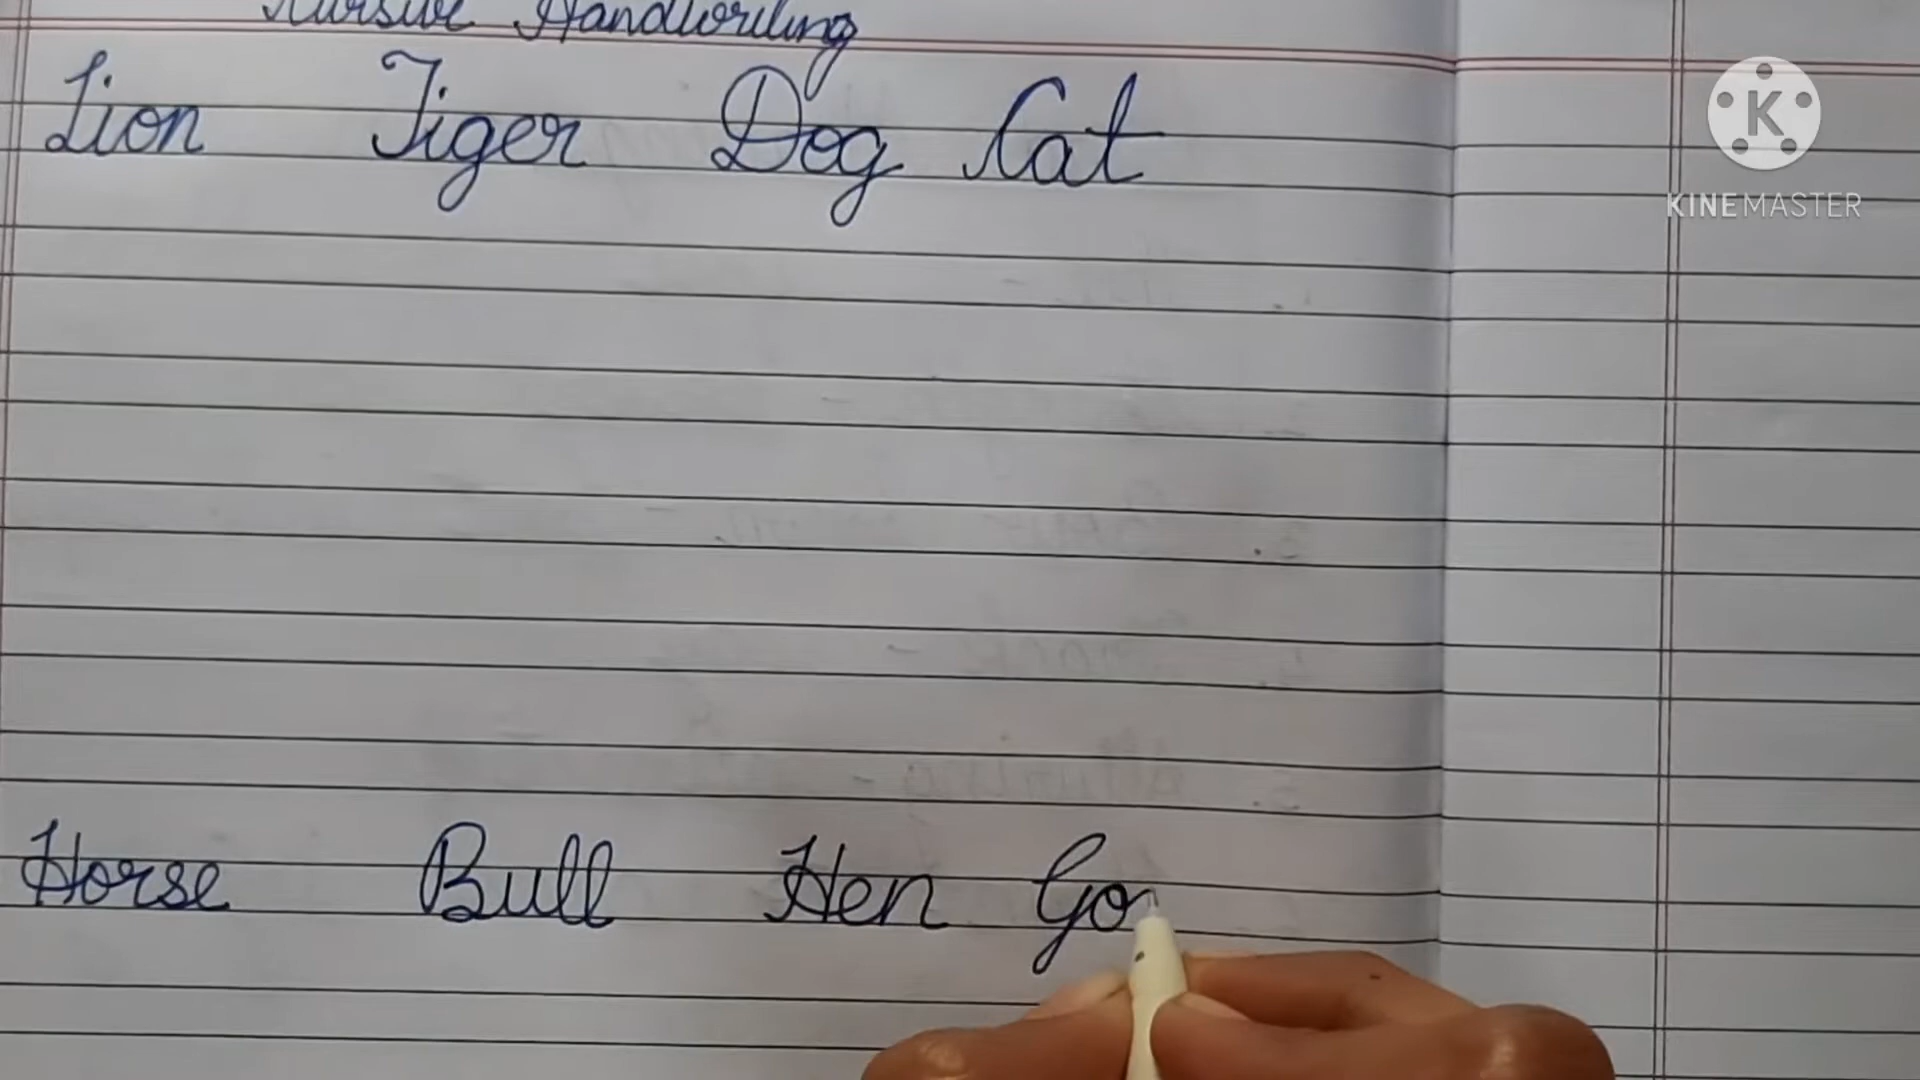 Cursive Handwriting
Lion Tiger Dog Cat
KINEMASTER
Horse Bull Hen Go